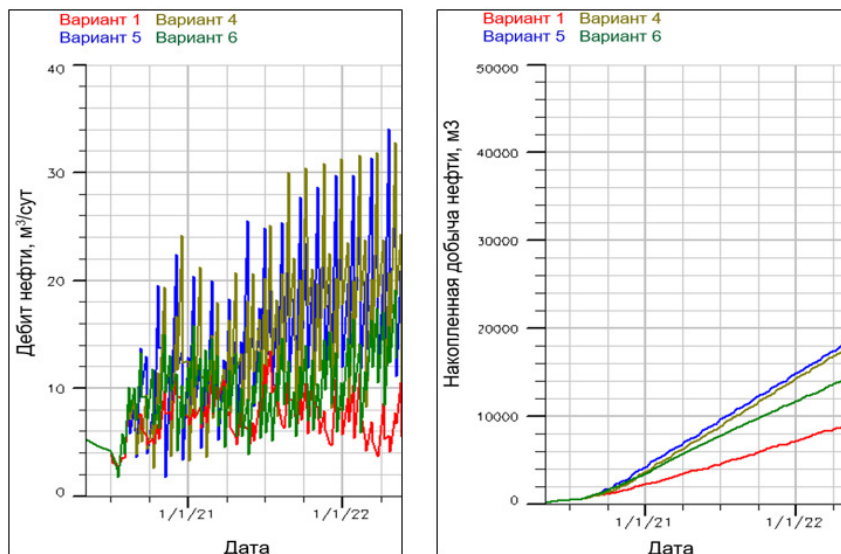 Вариант 1 Вариант 4
Вариант 5 Вариант 6
40
30
20
10
0
Дебит нефти, м³/сут
1/1/21 1/1/22
Дата
Вариант 1 Вариант 4
Вариант 5 Вариант 6
50000
40000
30000
20000
10000
0
Накопленная добыча нефти, м3
1/1/21 1/1/22
Дата